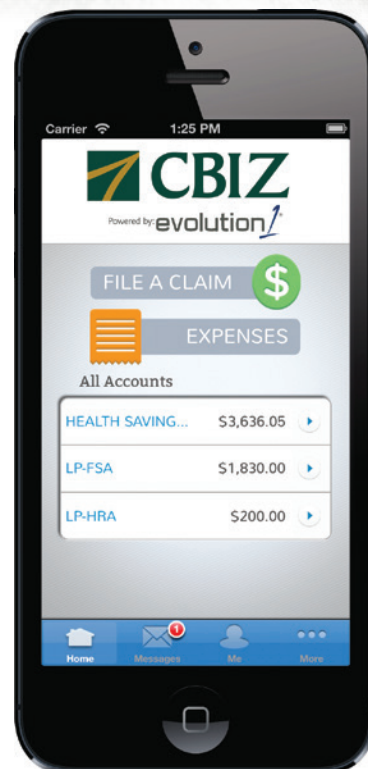 Carrier 1:25 PM
CBIZ
Powered by: evolution1®
FILE A CLAIM $
EXPENSES
All Accounts
HEALTH SAVING... $3,636.05
LP-FSA $1,830.00
LP-HRA $200.00
1
Home Messages Me More